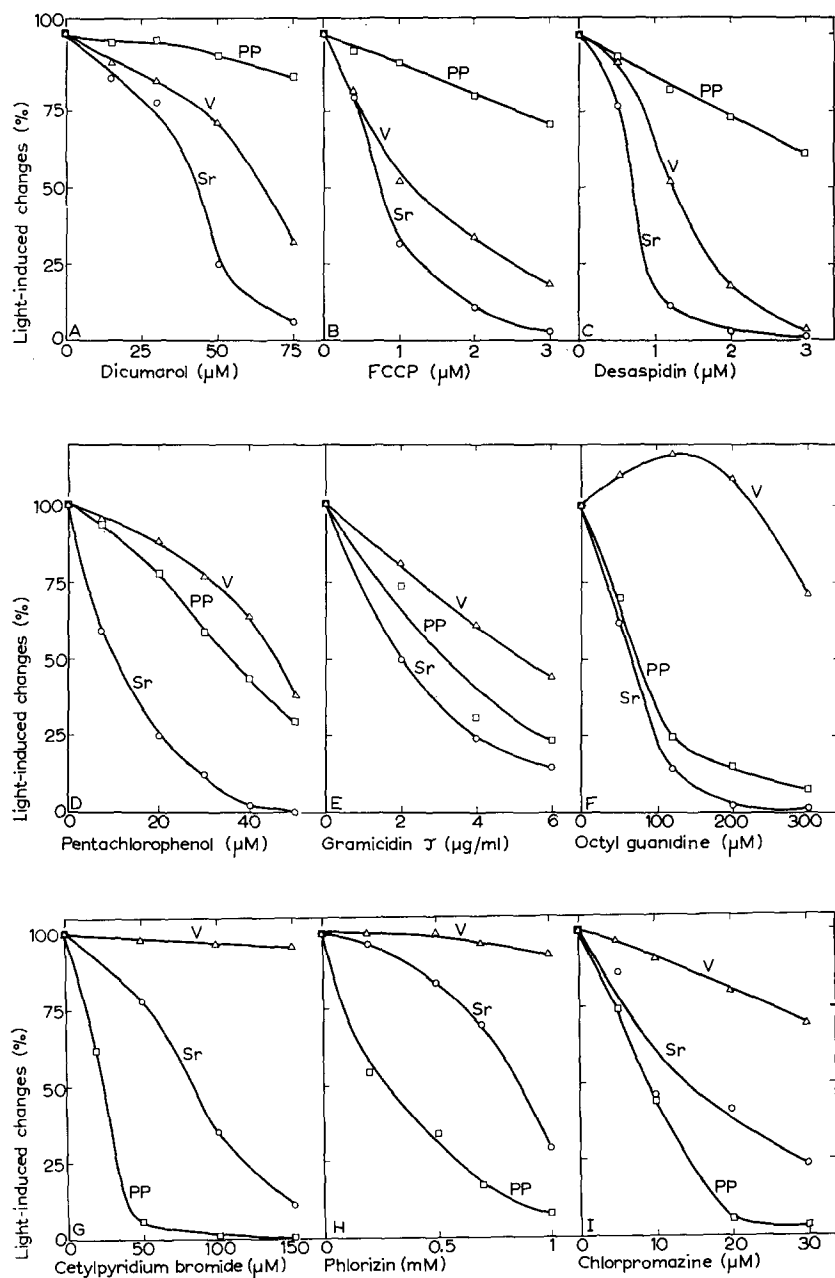 Light-induced changes (%)
100
75
50
25
0
PP
V
Sr
A
0 25 50 75
Dicumarol (μM)
PP
V
Sr
B
0 1 2 3
FCCP (μM)
PP
V
Sr
C
0 1 2 3
Desaspidin (μM)
Light-induced changes (%)
100
75
50
25
0
V
PP
Sr
D
20 40
Pentachlorophenol (μM)
V
PP
Sr
E
0 2 4 6
Gramicidin J (μg/ml)
V
PP
Sr
F
0 100 200 300
Octyl guanidine (μM)
Light-induced changes (%)
100
75
50
25
0
V
Sr
PP
G
50 100 150
Cetylpyridium bromide (μM)
V
Sr
PP
H
0 0.5 1
Phlorizin (mM)
V
Sr
PP
I
0 10 20 30
Chlorpromazine (μM)